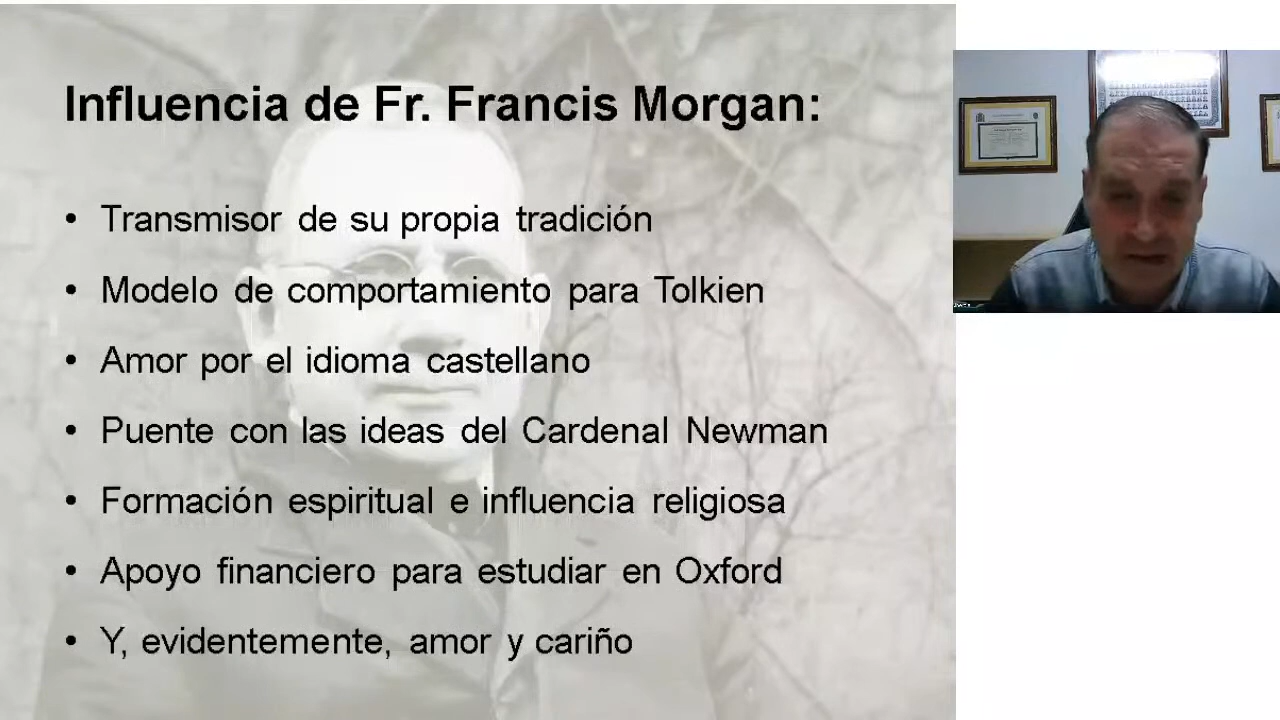 Influencia de Fr. Francis Morgan:
• Transmisor de su propia tradición
• Modelo de comportamiento para Tolkien
• Amor por el idioma castellano
• Puente con las ideas del Cardenal Newman
• Formación espiritual e influencia religiosa
• Apoyo financiero para estudiar en Oxford
• Y, evidentemente, amor y cariño